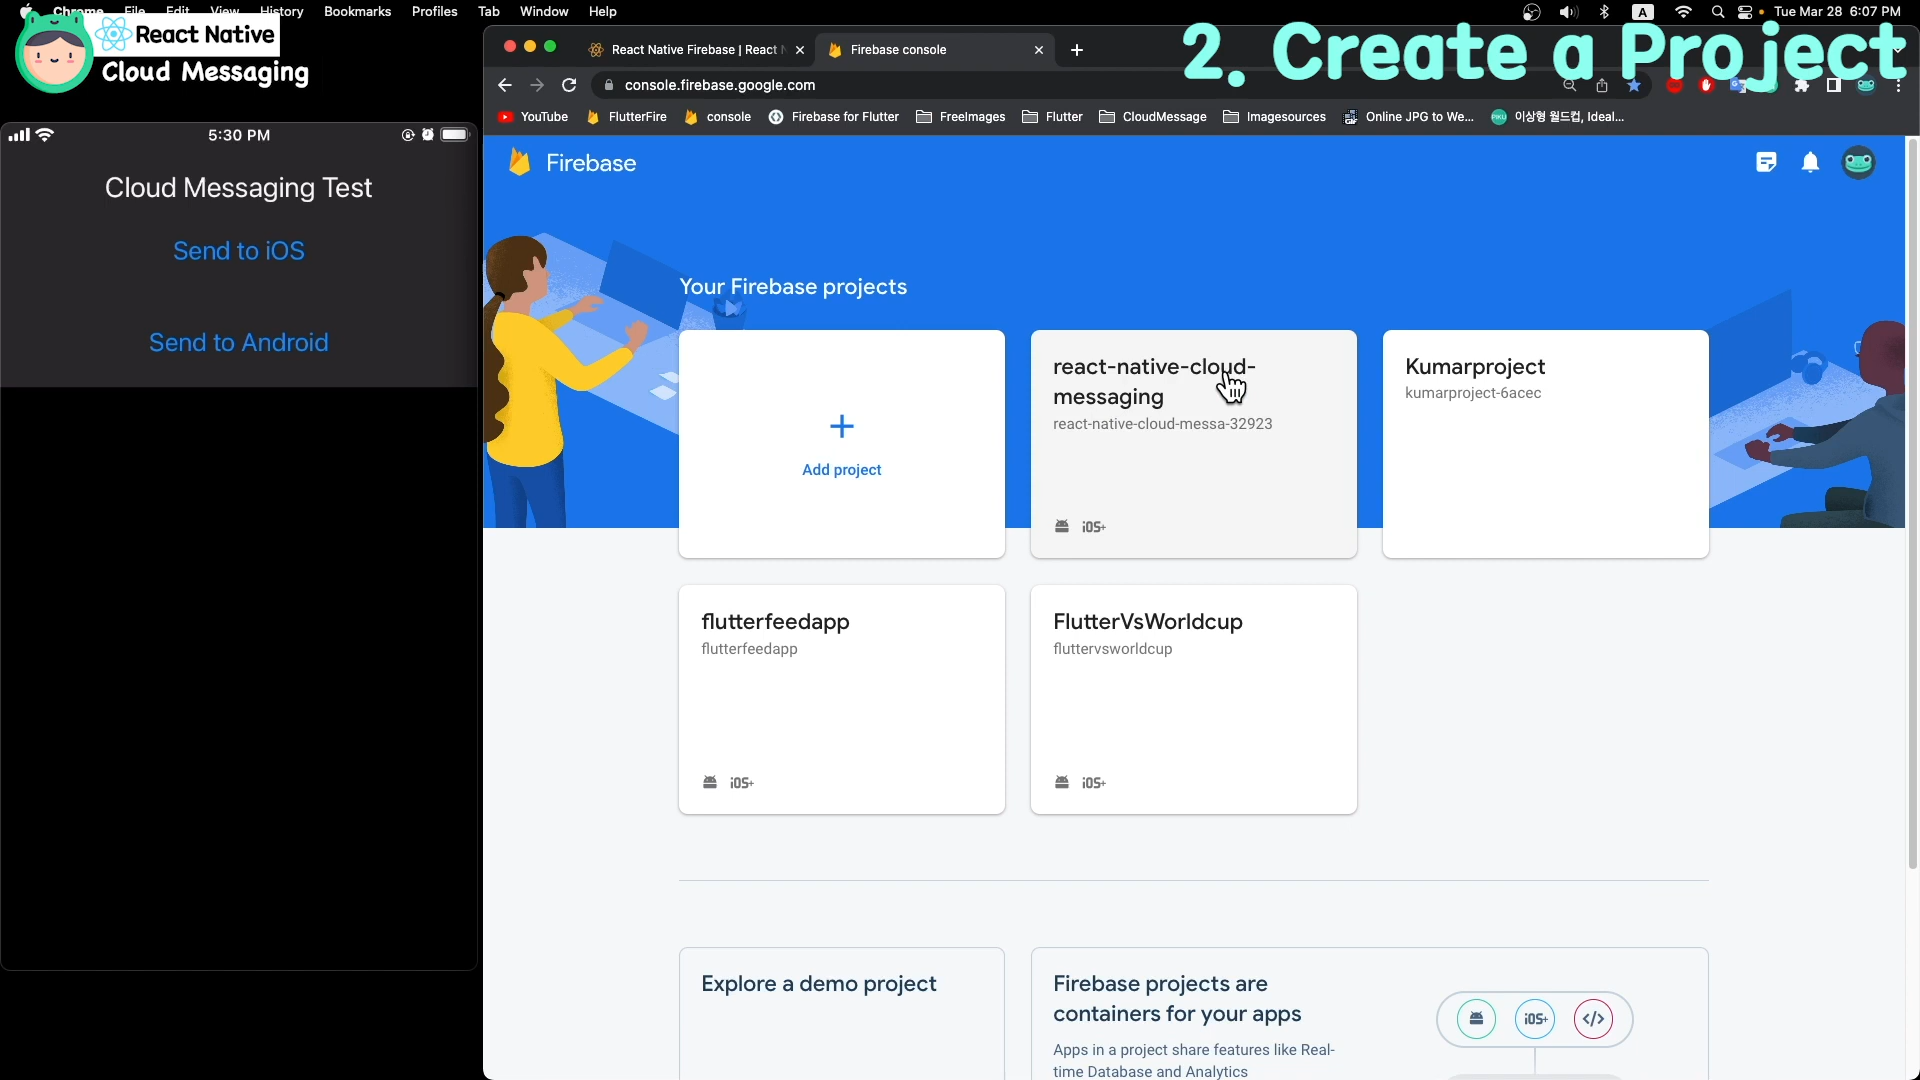 Chrome File Edit View History Bookmarks Profiles Tab Window Help
A Tue Mar 28 6:07 PM
React Native
Cloud Messaging
2. Create a Project
React Native Firebase | React N
Firebase console
console.firebase.google.com
YouTube FlutterFire console Firebase for Flutter FreeImages Flutter CloudMessage Imagesources Online JPG to We... PIKU 이상형 월드컵, Ideal...
5:30 PM
Cloud Messaging Test
Send to iOS
Send to Android
Firebase
Your Firebase projects
Add project
react-native-cloud-
messaging
react-native-cloud-messa-32923
iOS+
Kumarproject
kumarproject-6acec
flutterfeedapp
flutterfeedapp
iOS+
FlutterVsWorldcup
fluttervsworldcup
iOS+
Explore a demo project
Firebase projects are
containers for your apps
Apps in a project share features like Real-
time Database and Analytics
iOS+
</>